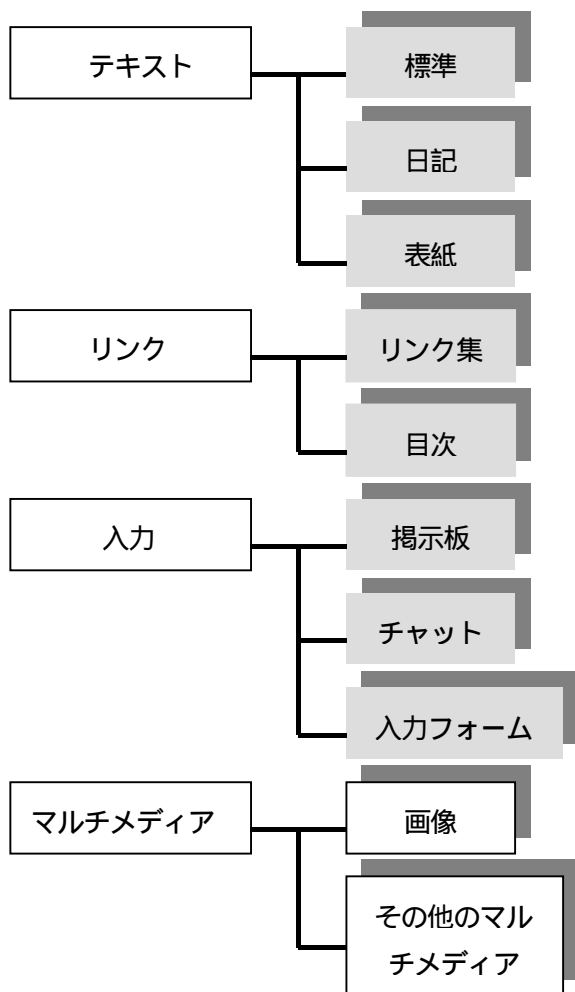 テキスト
標準
日記
表紙
リンク
リンク集
目次
入力
掲示板
チャット
入力フォーム
マルチメディア
画像
その他のマル
チメディア